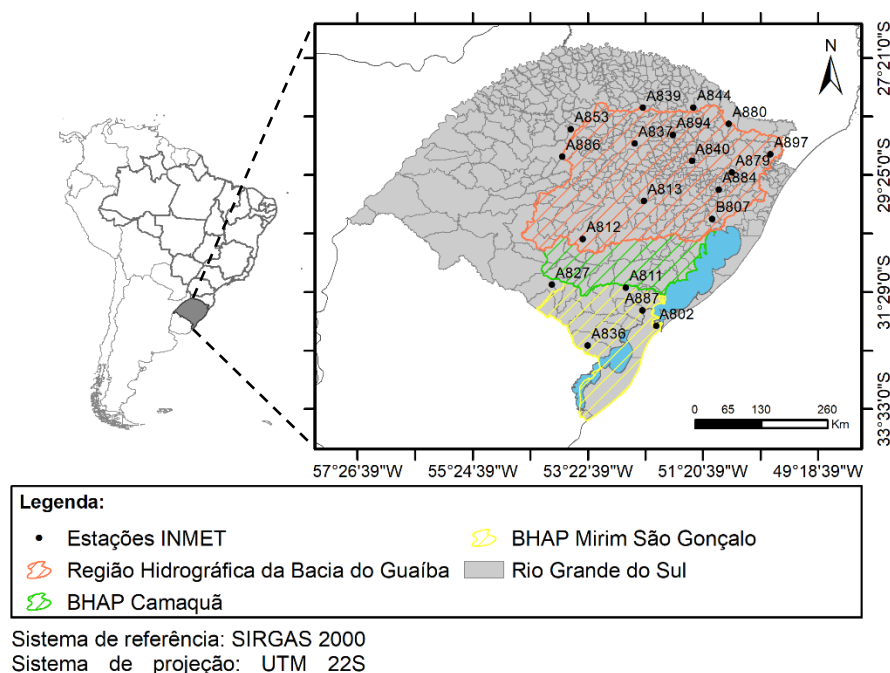 N
27°21'0"S
29°25'0"S
31°29'0"S
33°33'0"S
A839
A844
A880
A853
A894
A837
A897
A886
A840
A879
A884
A813
B807
A812
A827
A811
A887
A802
A836
0 65 130 260
Km
57°26'39"W 55°24'39"W 53°22'39"W 51°20'39"W 49°18'39"W
Legenda:
Estações INMET
BHAP Mirim São Gonçalo
Região Hidrográfica da Bacia do Guaíba
Rio Grande do Sul
BHAP Camaquã
Sistema de referência: SIRGAS 2000
Sistema de projeção: UTM 22S